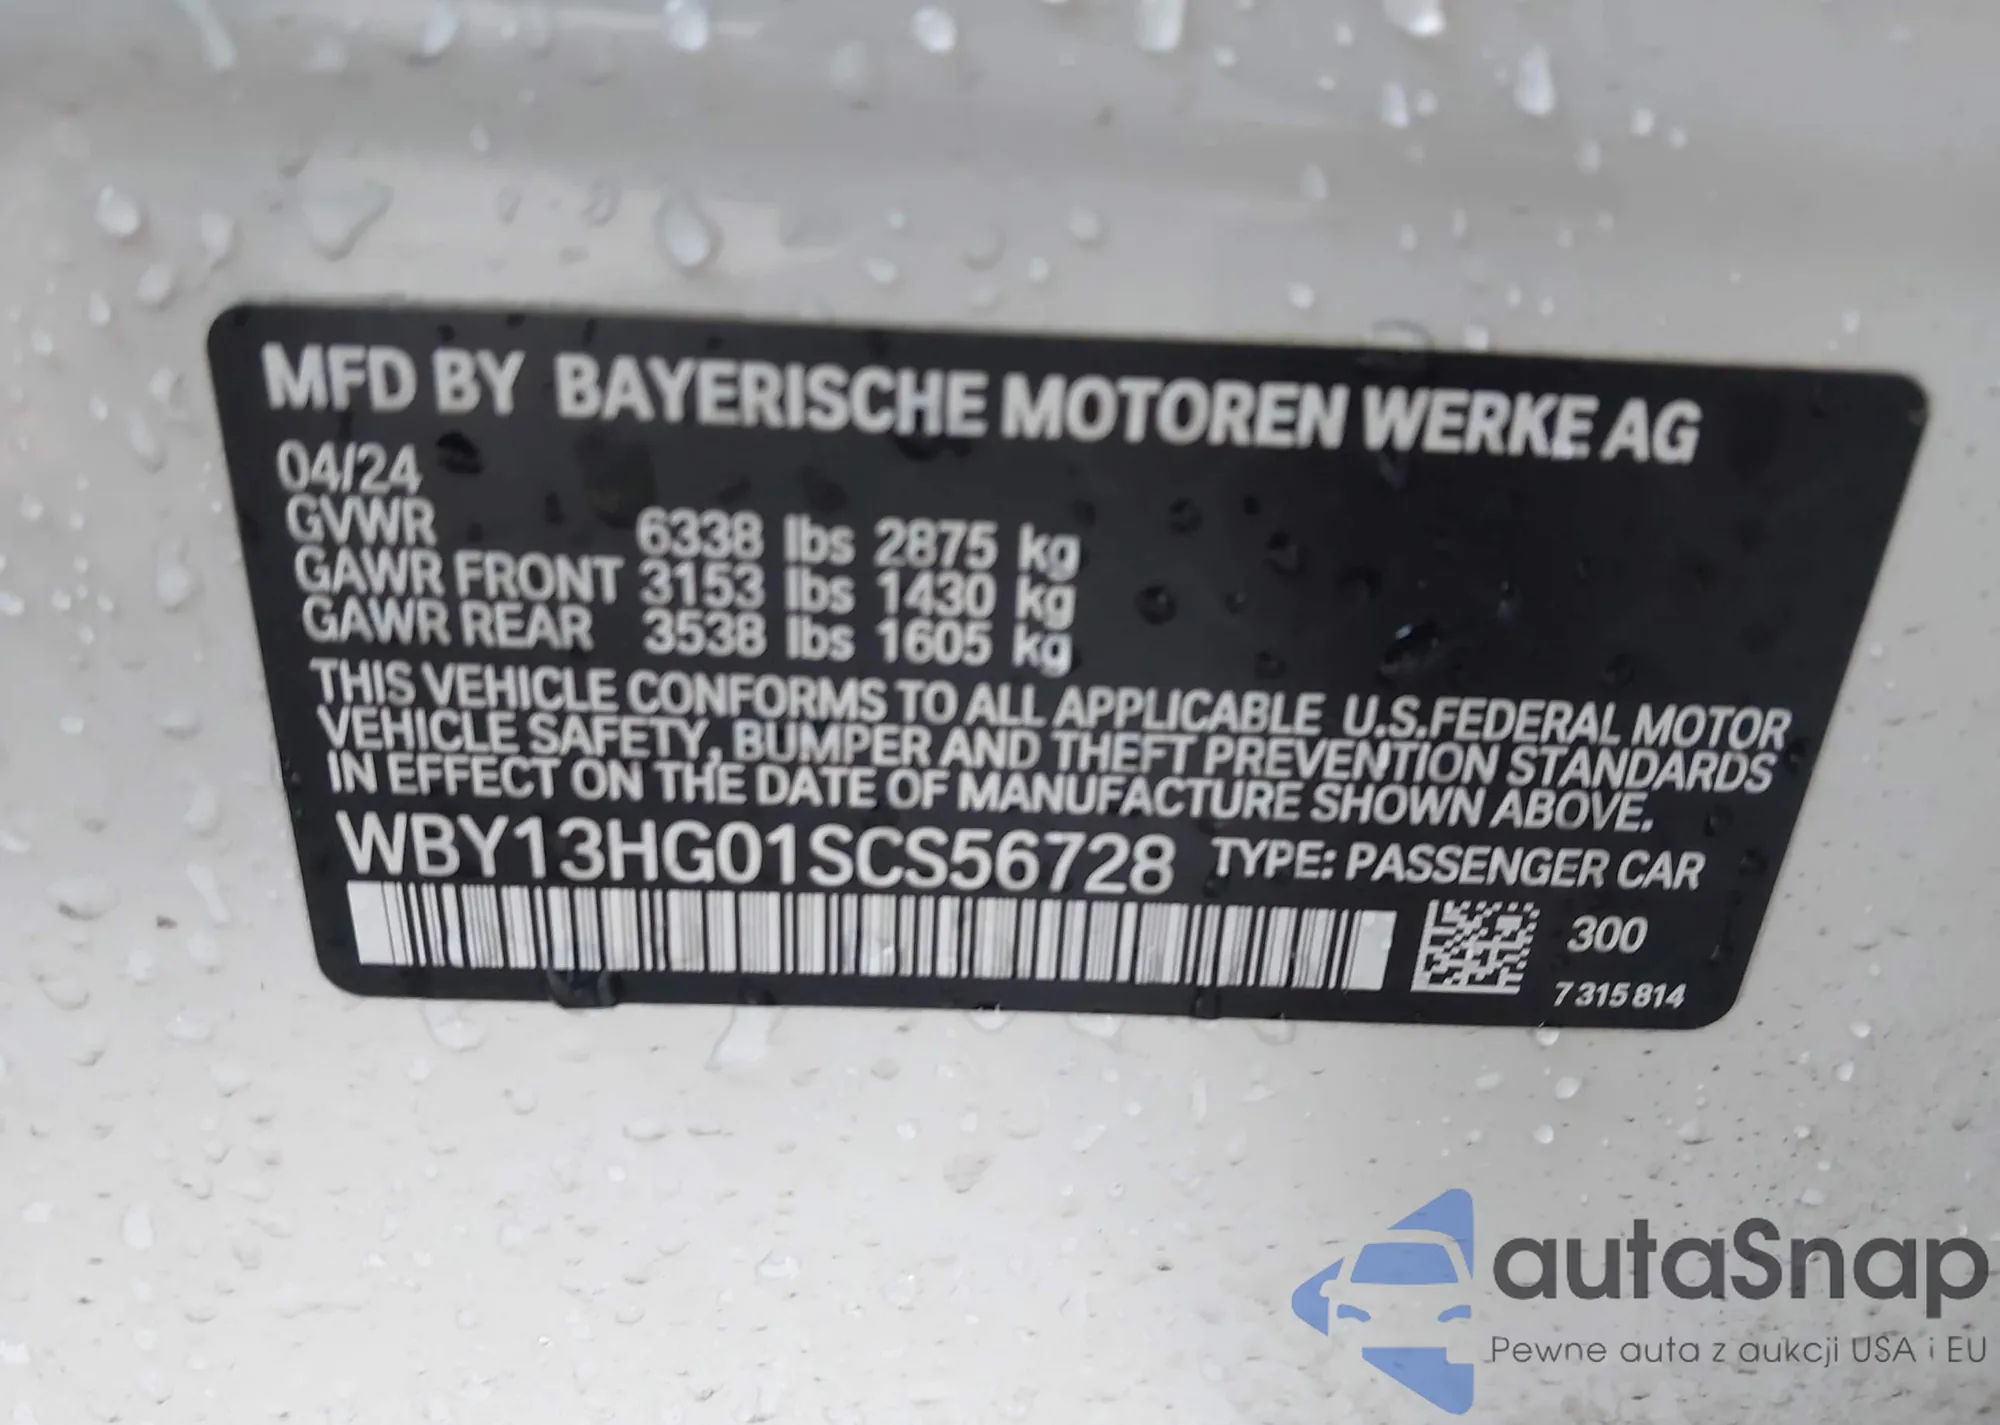 MFD BY BAYERISCHE MOTOREN WERKE AG
04/24
GVWR 6338 lbs 2875 kg
GAWR FRONT 3153 lbs 1430 kg
GAWR REAR 3538 lbs 1605 kg
THIS VEHICLE CONFORMS TO ALL APPLICABLE U.S.FEDERAL MOTOR
VEHICLE SAFETY, BUMPER AND THEFT PREVENTION STANDARDS
IN EFFECT ON THE DATE OF MANUFACTURE SHOWN ABOVE.
WBY13HG01SCS56728 TYPE: PASSENGER CAR
300
7315814
autaSnap
Pewne auta z aukcji USA i EU